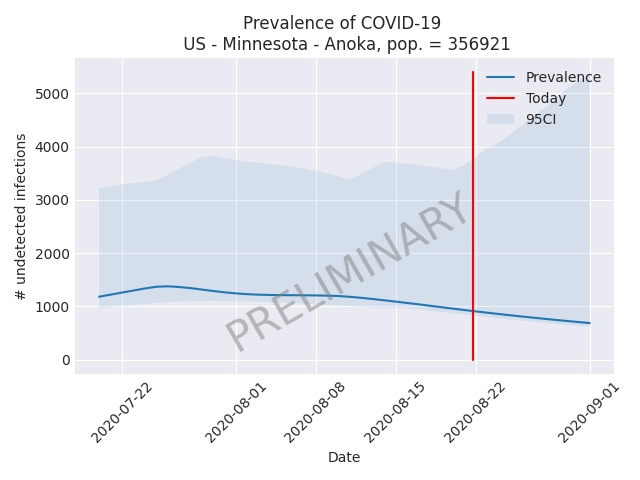 Prevalence of COVID-19
US - Minnesota - Anoka, pop. = 356921
Prevalence
Today
95CI
5000
4000
3000
2000
1000
0
# undetected infections
PRELIMINARY
2020-07-22
2020-08-01
2020-08-08
2020-08-15
2020-08-22
2020-09-01
Date